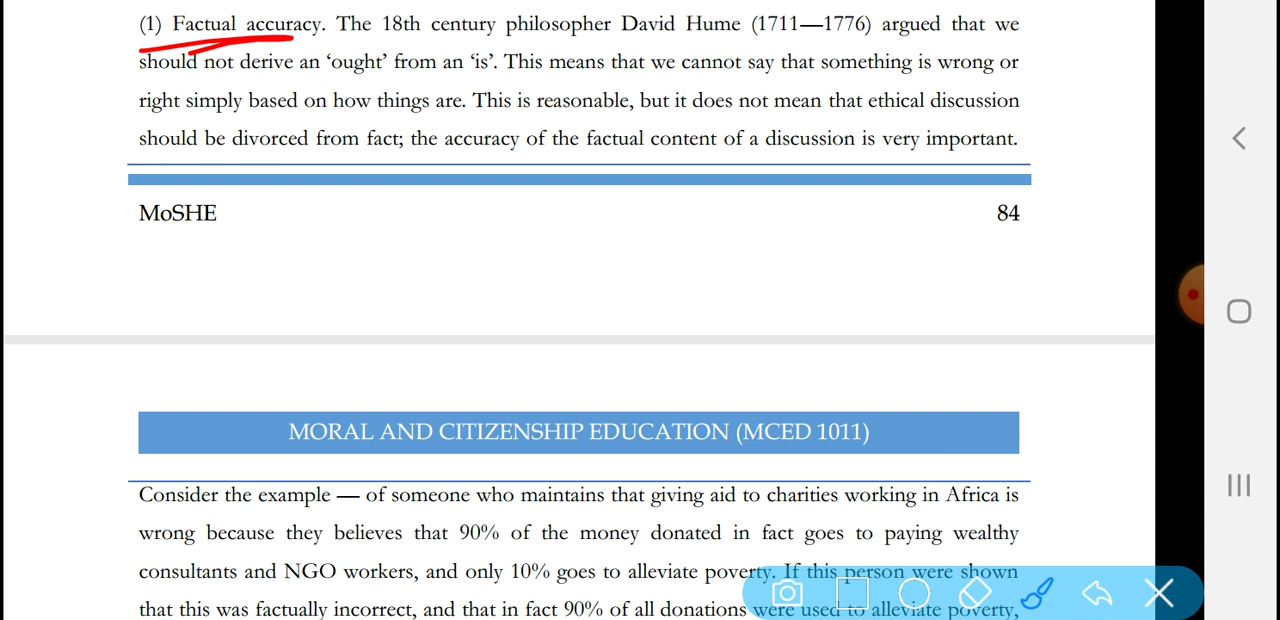 (1) Factual accuracy. The 18th century philosopher David Hume (1711—1776) argued that we
should not derive an ‘ought’ from an ‘is’. This means that we cannot say that something is wrong or
right simply based on how things are. This is reasonable, but it does not mean that ethical discussion
should be divorced from fact; the accuracy of the factual content of a discussion is very important.
MoSHE 84
MORAL AND CITIZENSHIP EDUCATION (MCED 1011)
Consider the example — of someone who maintains that giving aid to charities working in Africa is
wrong because they believes that 90% of the money donated in fact goes to paying wealthy
consultants and NGO workers, and only 10% goes to alleviate poverty. If this person were shown
that this was factually incorrect, and that in fact 90% of all donations were used to alleviate poverty,